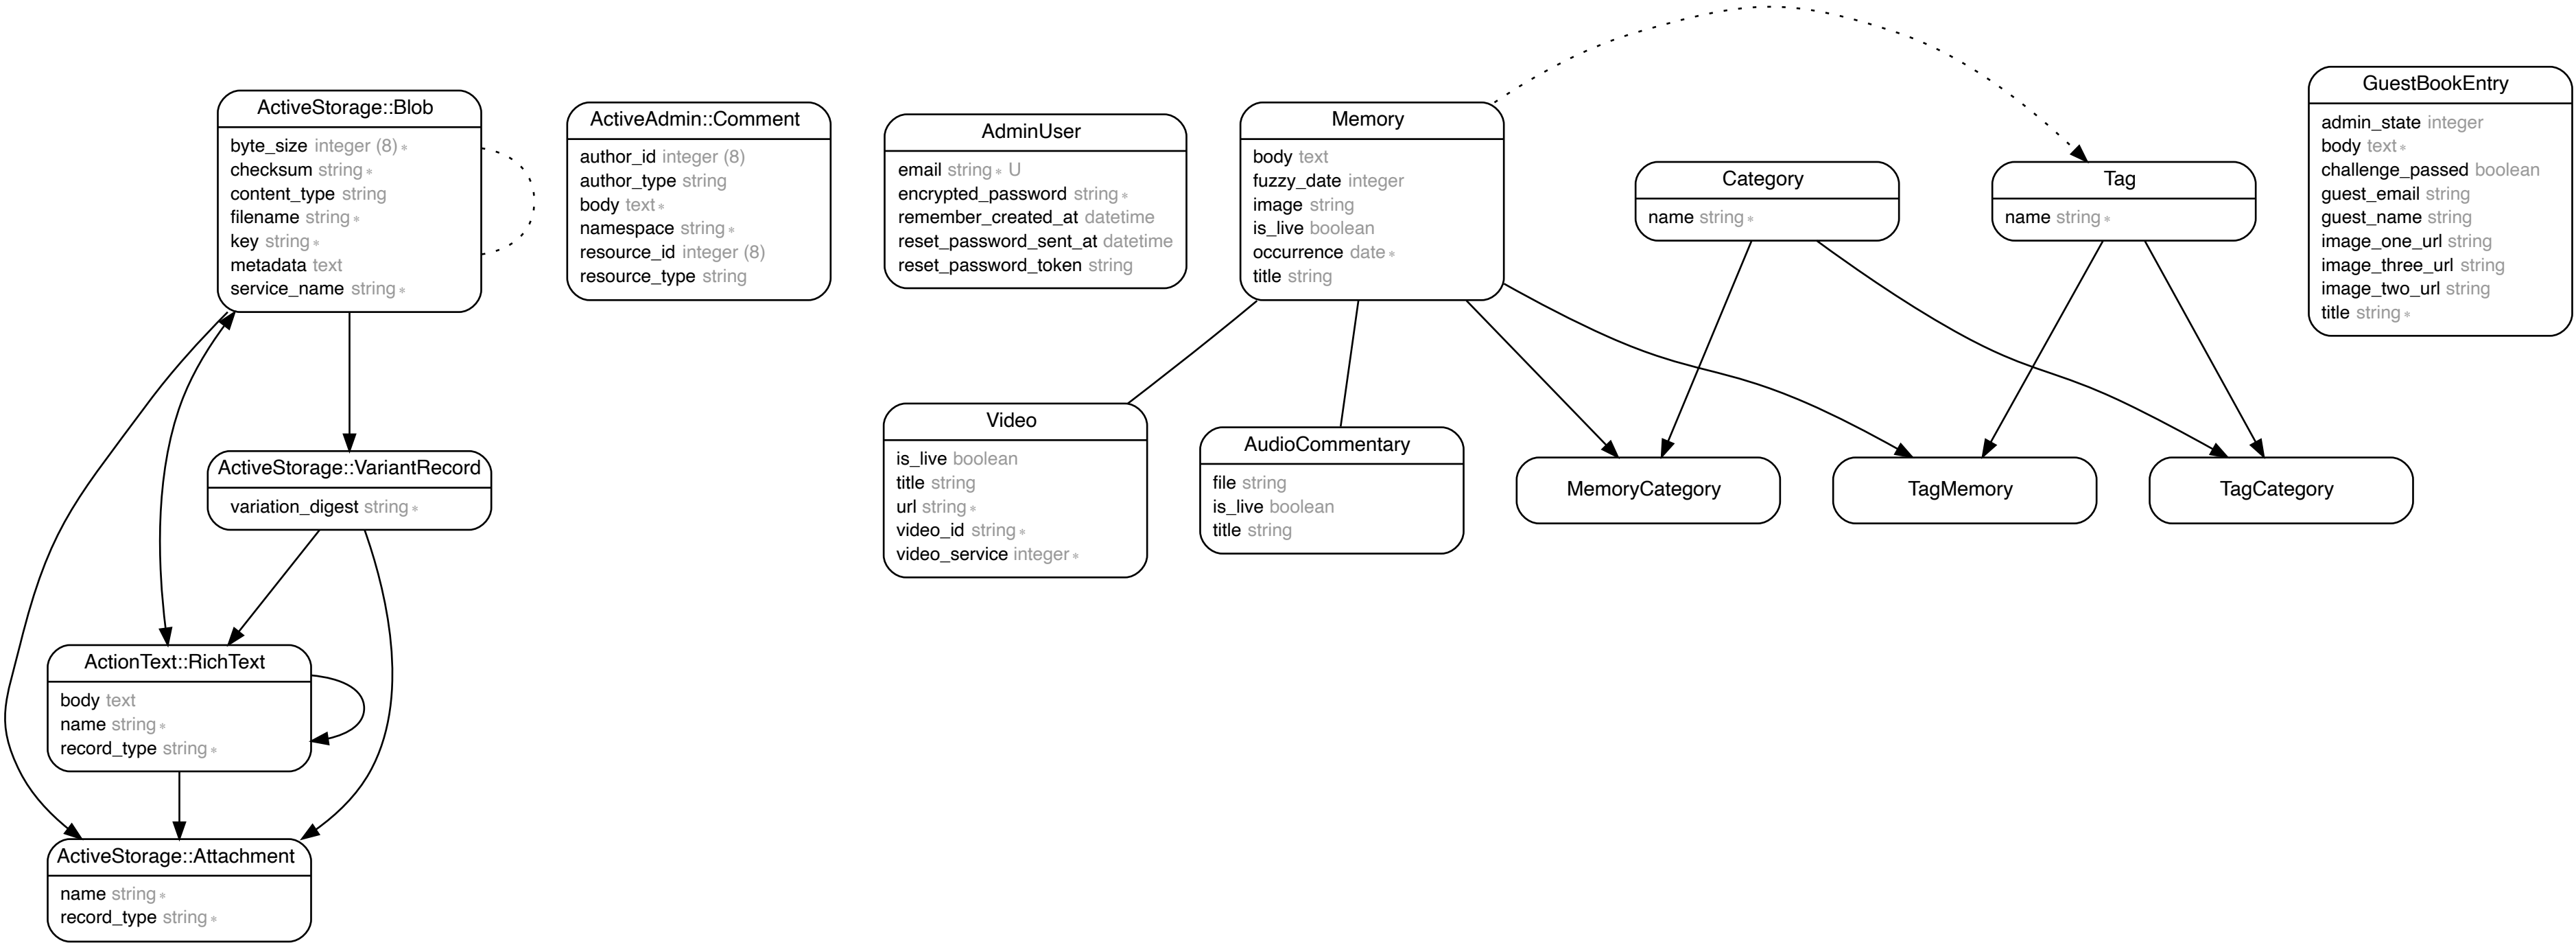 ActiveStorage::Blob
byte_size integer (8) *
checksum string *
content_type string
filename string *
key string *
metadata text
service_name string *
ActiveAdmin::Comment
author_id integer (8)
author_type string
body text *
namespace string *
resource_id integer (8)
resource_type string
AdminUser
email string * U
encrypted_password string *
remember_created_at datetime
reset_password_sent_at datetime
reset_password_token string
Memory
body text
fuzzy_date integer
image string
is_live boolean
occurrence date *
title string
Category
name string *
Tag
name string *
GuestBookEntry
admin_state integer
body text *
challenge_passed boolean
guest_email string
guest_name string
image_one_url string
image_three_url string
image_two_url string
title string *
Video
is_live boolean
title string
url string *
video_id string *
video_service integer *
AudioCommentary
file string
is_live boolean
title string
MemoryCategory
TagMemory
TagCategory
ActiveStorage::VariantRecord
variation_digest string *
ActionText::RichText
body text
name string *
record_type string *
ActiveStorage::Attachment
name string *
record_type string *